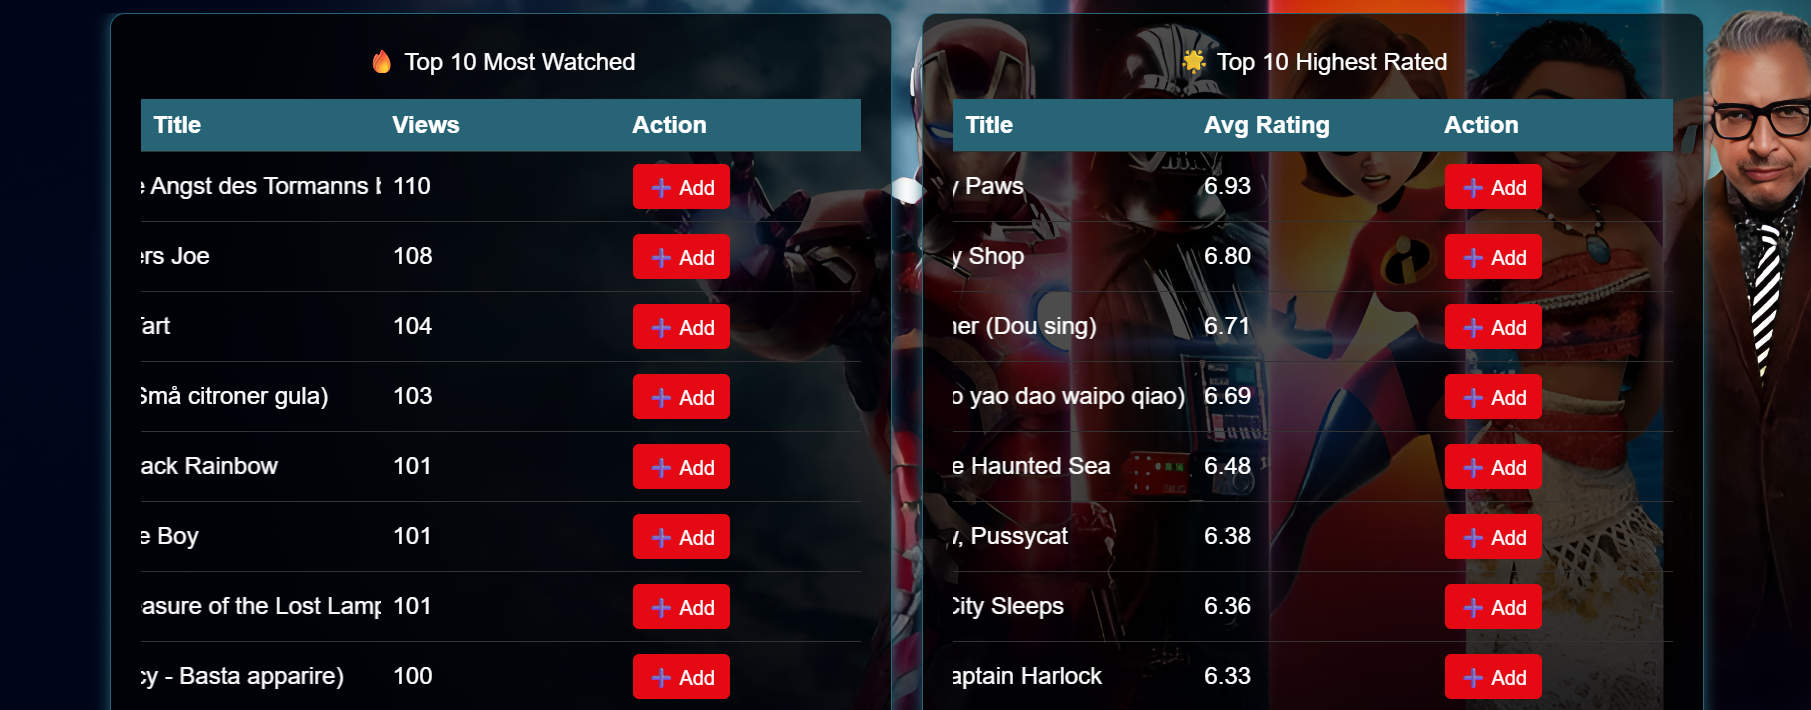 🔥 Top 10 Most Watched
Title Views Action
Angst des Tormanns 110 ➕ Add
ers Joe 108 ➕ Add
Tart 104 ➕ Add
Små citroner gula) 103 ➕ Add
ack Rainbow 101 ➕ Add
e Boy 101 ➕ Add
easure of the Lost Lamp 101 ➕ Add
cy - Basta apparire) 100 ➕ Add
🌟 Top 10 Highest Rated
Title Avg Rating Action
y Paws 6.93 ➕ Add
y Shop 6.80 ➕ Add
ner (Dou sing) 6.71 ➕ Add
o yao dao waipo qiao) 6.69 ➕ Add
e Haunted Sea 6.48 ➕ Add
, Pussycat 6.38 ➕ Add
City Sleeps 6.36 ➕ Add
aptain Harlock 6.33 ➕ Add